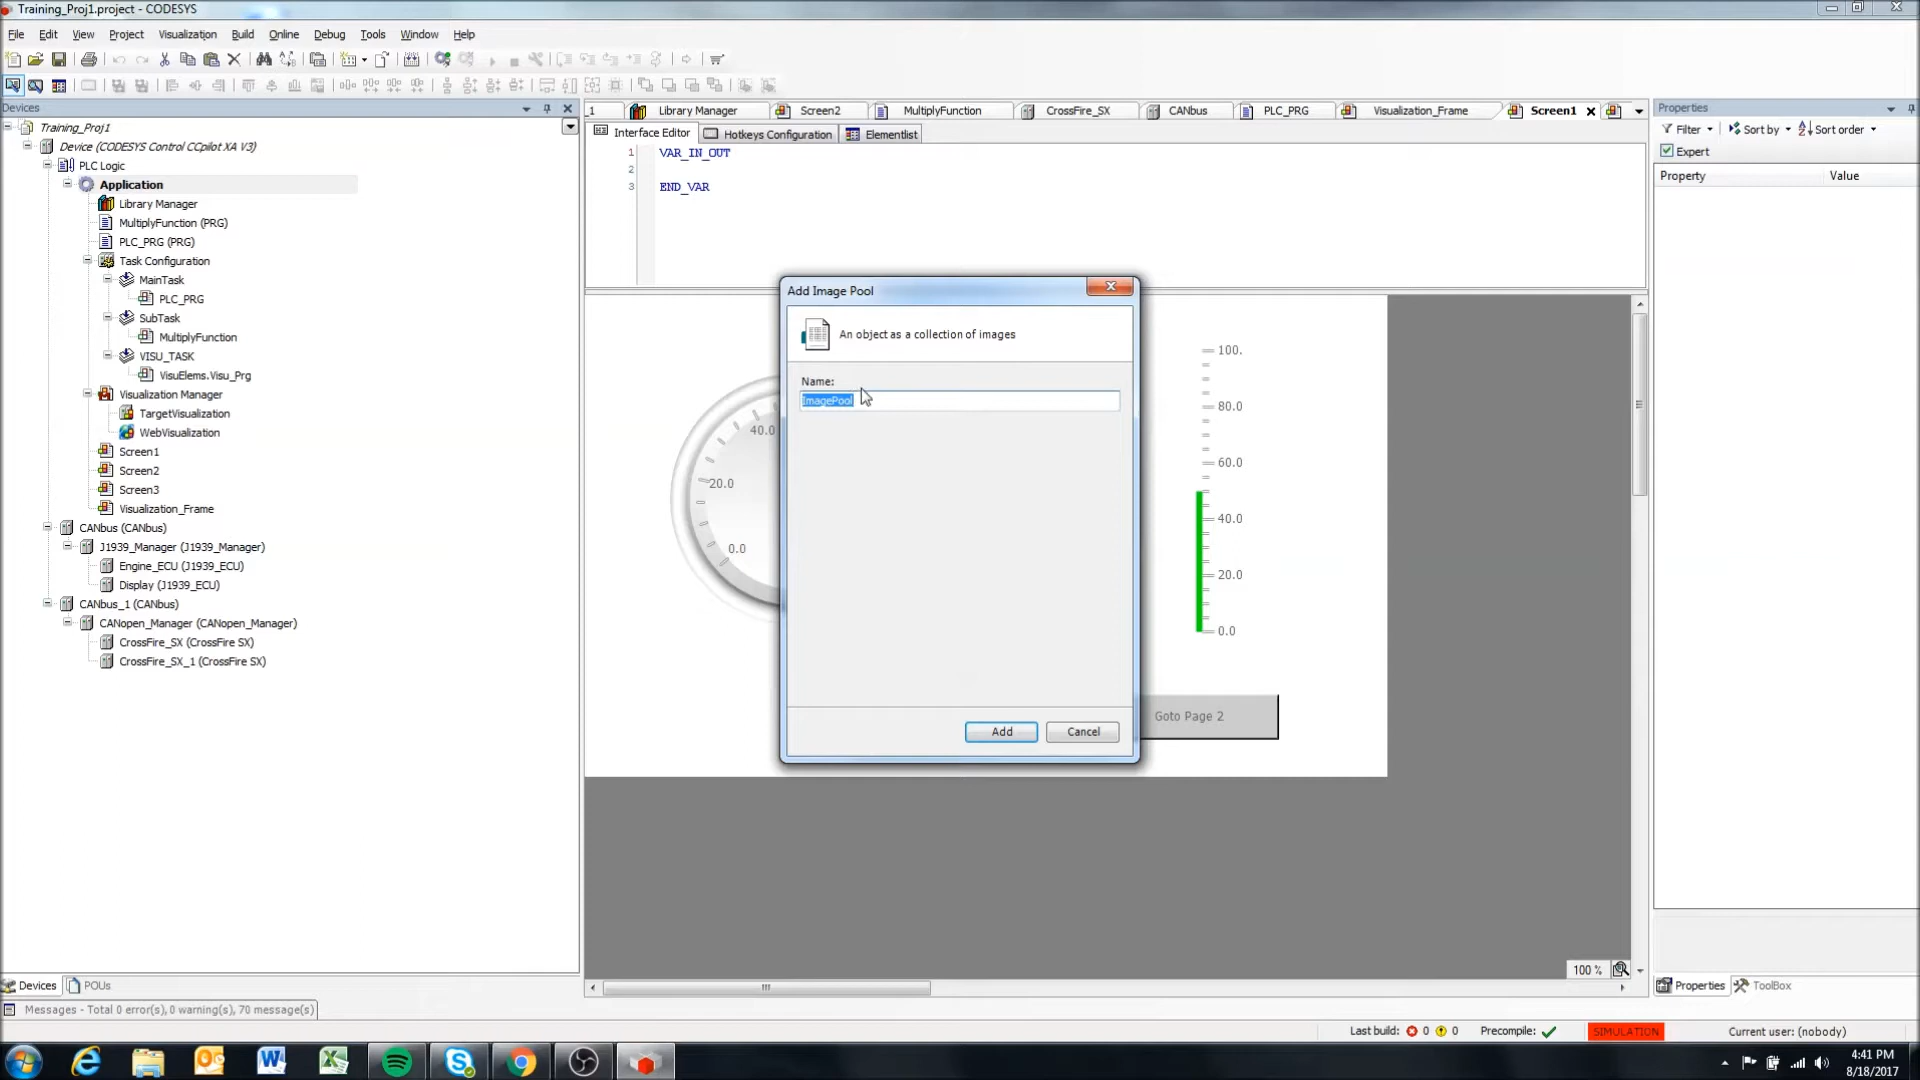 Training_Proj1.project - CODESYS
File Edit View Project Visualization Build Online Debug Tools Window Help
Devices
Training_Proj1
Device (CODESYS Control CCpilot XA V3)
PLC Logic
Application
Library Manager
MultiplyFunction (PRG)
PLC_PRG (PRG)
Task Configuration
MainTask
PLC_PRG
SubTask
MultiplyFunction
VISU_TASK
VisuElems.Visu_Prg
Visualization Manager
TargetVisualization
WebVisualization
Screen1
Screen2
Screen3
Visualization_Frame
CANbus (CANbus)
J1939_Manager (J1939_Manager)
Engine_ECU (J1939_ECU)
Display (J1939_ECU)
CANbus_1 (CANbus)
CANopen_Manager (CANopen_Manager)
CrossFire_SX (CrossFire SX)
CrossFire_SX_1 (CrossFire SX)
Devices POUs
_1 Library Manager Screen2 MultiplyFunction CrossFire_SX CANbus PLC_PRG Visualization_Frame Screen1
Interface Editor Hotkeys Configuration Elementlist
1 VAR_IN_OUT
2
3 END_VAR
40.0
20.0
0.0
100.
80.0
60.0
40.0
20.0
0.0
Goto Page 2
100 %
Add Image Pool
An object as a collection of images
Name:
ImagePool
Add Cancel
Properties
Filter Sort by Sort order
Expert
Property Value
Properties ToolBox
Messages - Total 0 error(s), 0 warning(s), 70 message(s)
Last build: 0 0 Precompile: SIMULATION Current user: (nobody)
4:41 PM
8/18/2017